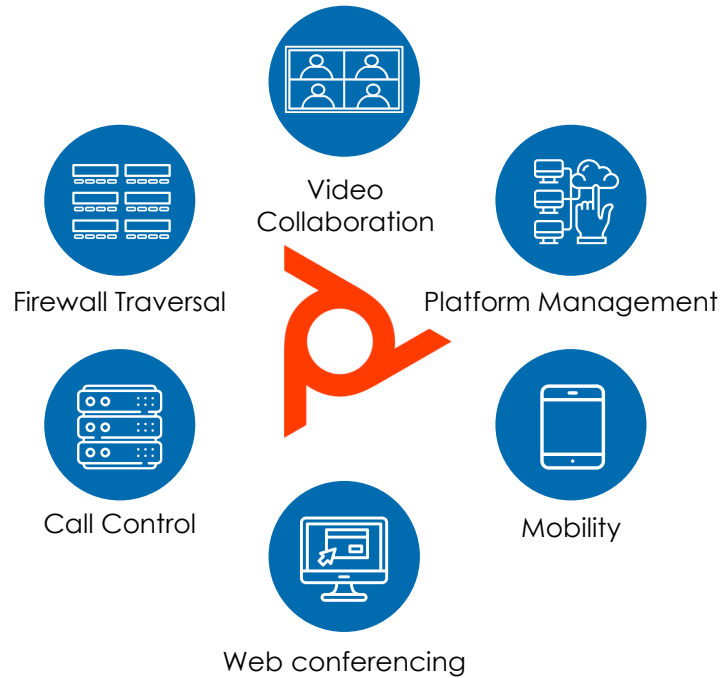 Video
Collaboration
Firewall Traversal
Platform Management
Call Control
Mobility
Web conferencing